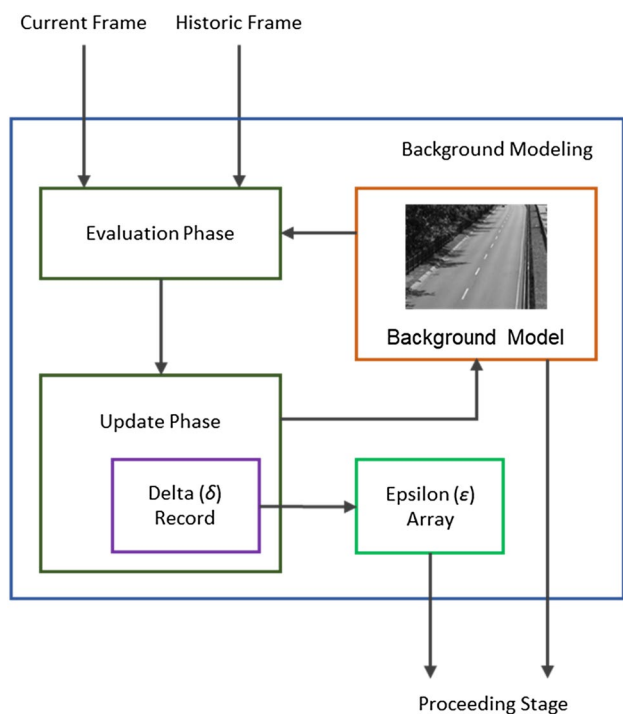 Current Frame
Historic Frame
Background Modeling
Evaluation Phase
Background Model
Update Phase
Delta (δ)
Record
Epsilon (ε)
Array
Proceeding Stage